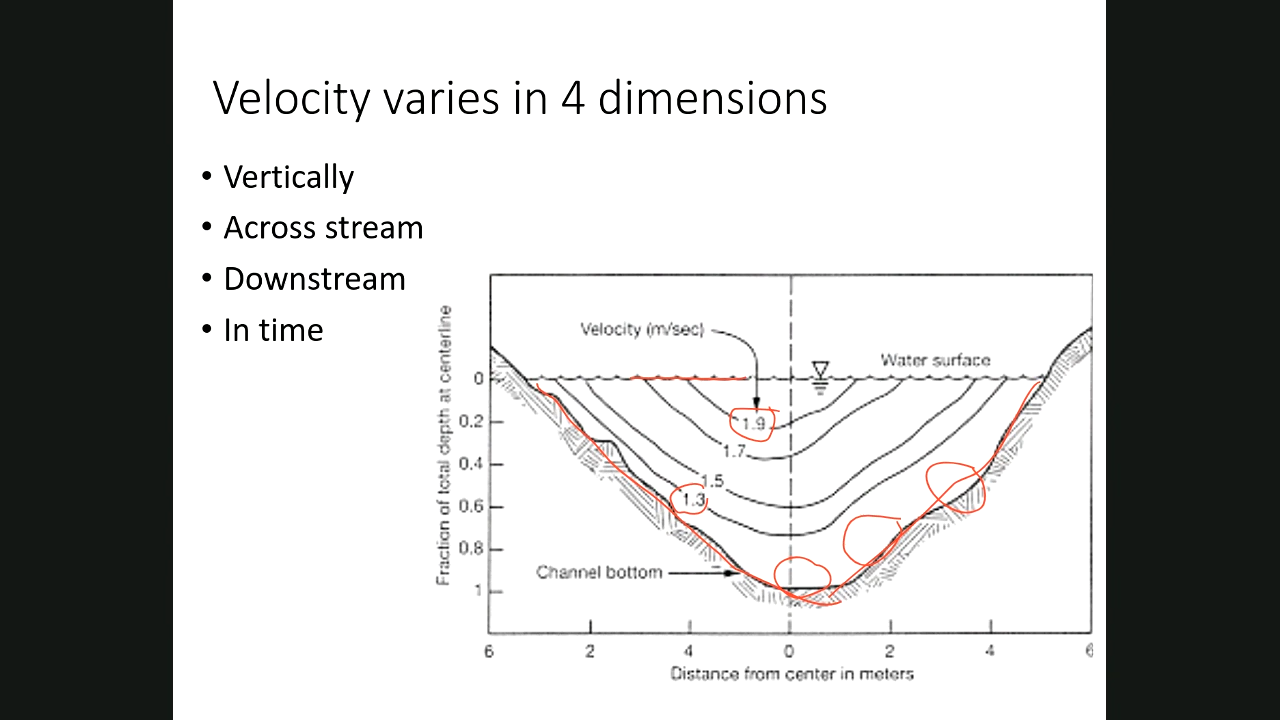 Velocity varies in 4 dimensions
• Vertically
• Across stream
• Downstream
• In time
Velocity (m/sec)
Water surface
Fraction of total depth at centerline
0
0.2
0.4
0.6
0.8
1
1.9
1.7
1.5
1.3
Channel bottom
6 2 4 0 2 4 6
Distance from center in meters